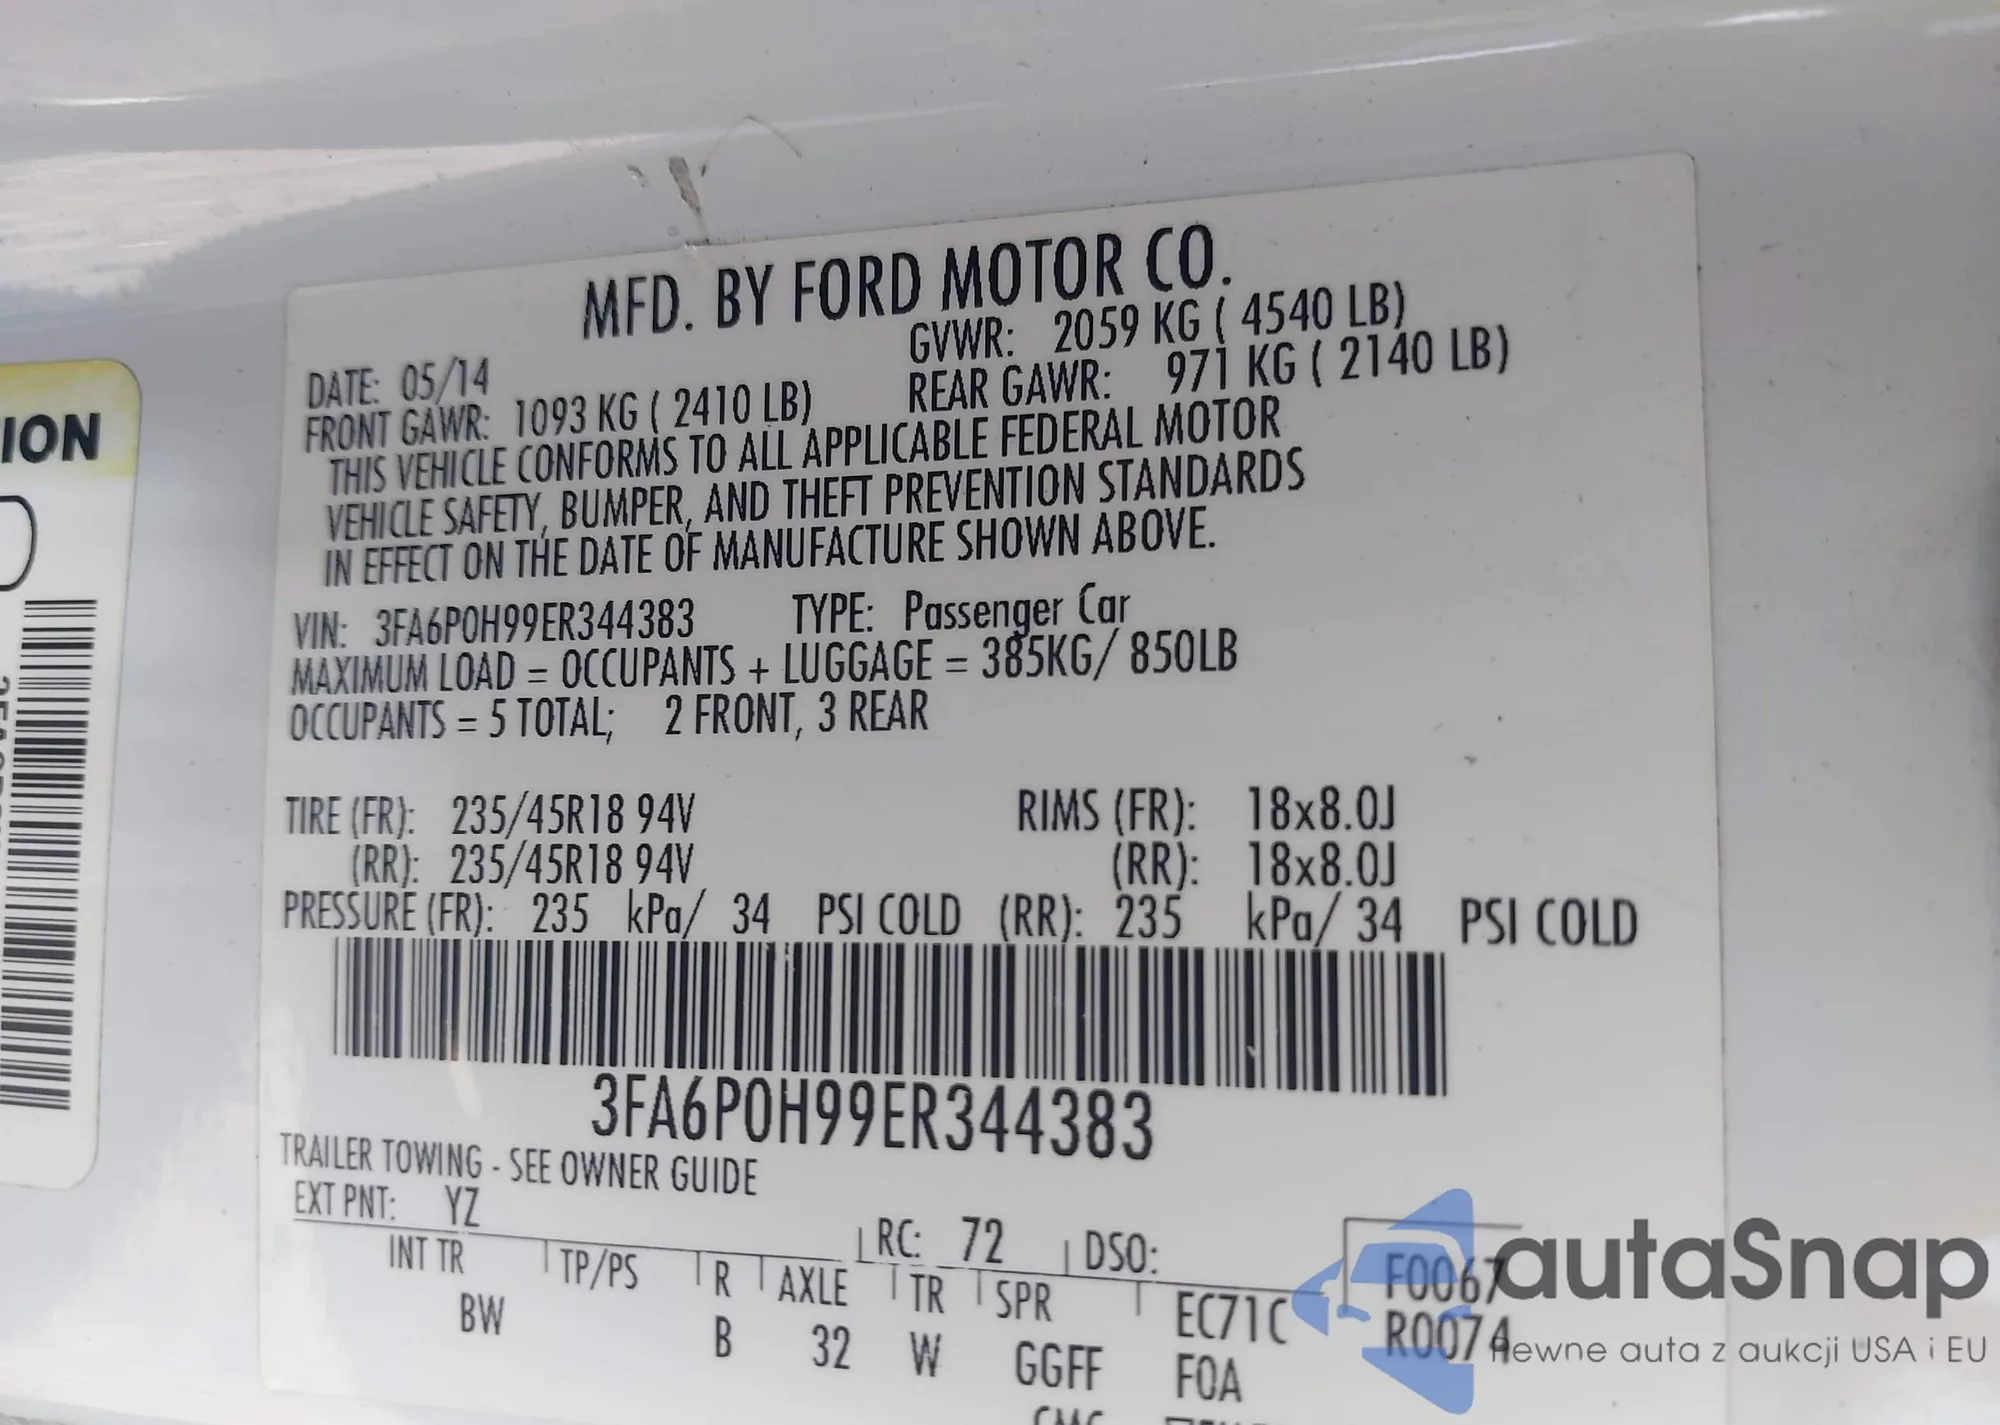 MFD. BY FORD MOTOR CO.
DATE: 05/14 GVWR: 2059 KG ( 4540 LB)
FRONT GAWR: 1093 KG ( 2410 LB) REAR GAWR: 971 KG ( 2140 LB)
THIS VEHICLE CONFORMS TO ALL APPLICABLE FEDERAL MOTOR
VEHICLE SAFETY, BUMPER, AND THEFT PREVENTION STANDARDS
IN EFFECT ON THE DATE OF MANUFACTURE SHOWN ABOVE.
VIN: 3FA6P0H99ER344383 TYPE: Passenger Car
MAXIMUM LOAD = OCCUPANTS + LUGGAGE = 385KG/ 850LB
OCCUPANTS = 5 TOTAL; 2 FRONT, 3 REAR
TIRE (FR): 235/45R18 94V RIMS (FR): 18x8.0J
(RR): 235/45R18 94V (RR): 18x8.0J
PRESSURE (FR): 235 kPa/ 34 PSI COLD (RR): 235 kPa/ 34 PSI COLD
3FA6P0H99ER344383
TRAILER TOWING - SEE OWNER GUIDE
EXT PNT: YZ RC: 72 DSO:
INT TR TP/PS R AXLE TR SPR EC71C F0067
BW B 32 W GGFF F0A R0074
ION
autaSnap
Pewne auta z aukcji USA i EU